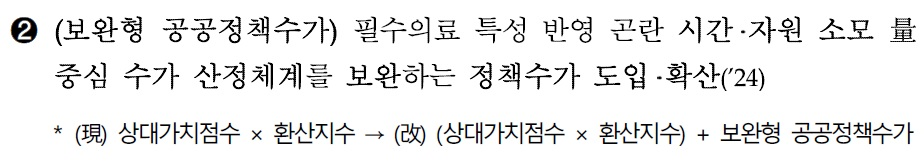 ❷ (보완형 공공정책수가) 필수의료 특성 반영 곤란 시간·자원 소모 量
중심 수가 산정체계를 보완하는 정책수가 도입·확산('24)
* (現) 상대가치점수 × 환산지수 → (改) (상대가치점수 × 환산지수) + 보완형 공공정책수가